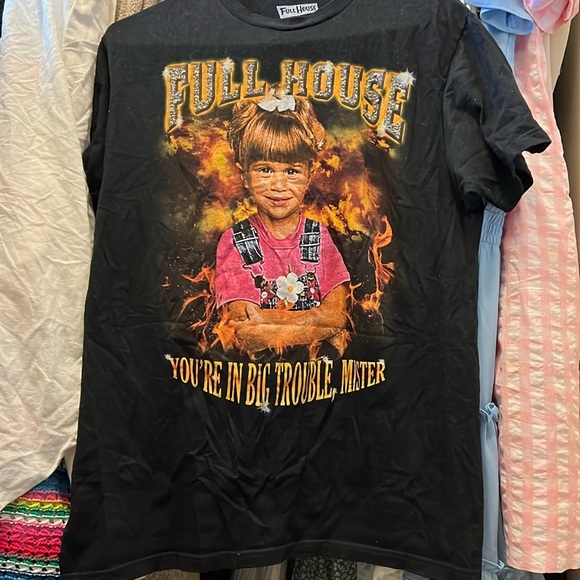 FULL HOUSE
FULL HOUSE
YOU'RE IN BIG TROUBLE, MISTER